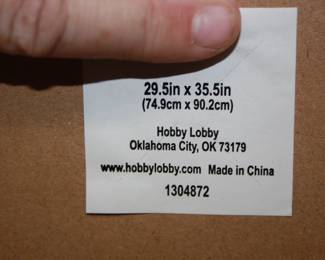 29.5in x 35.5in
(74.9cm x 90.2cm)
Hobby Lobby
Oklahoma City, OK 73179
www.hobbylobby.com Made in China
1304872